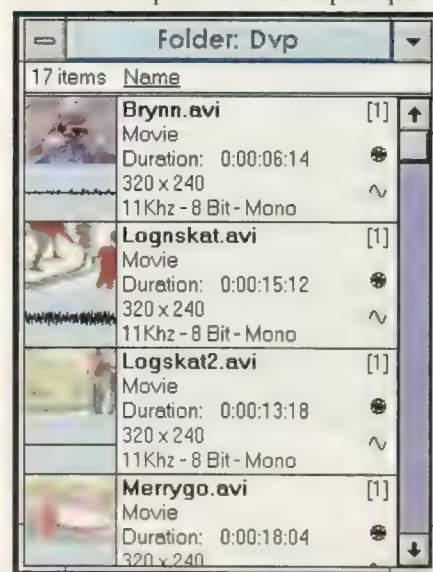 Folder: Dvp
17 items Name
Brynn.avi [1]
Movie
Duration: 0:00:06:14
320 x 240
11Khz - 8 Bit - Mono
Lognskat.avi [1]
Movie
Duration: 0:00:15:12
320 x 240
11Khz - 8 Bit - Mono
Logskat2.avi [1]
Movie
Duration: 0:00:13:18
320 x 240
11Khz - 8 Bit - Mono
Merrygo.avi [1]
Movie
Duration: 0:00:18:04
320 x 240